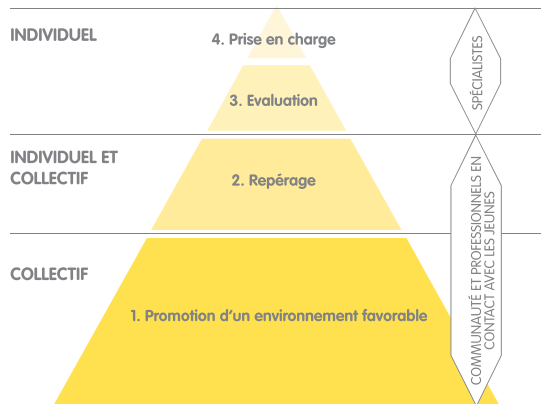 INDIVIDUEL
4. Prise en charge
3. Evaluation
SPÉCIALISTES
INDIVIDUEL ET
COLLECTIF
2. Repérage
COLLECTIF
1. Promotion d’un environnement favorable
COMMUNAUTÉ ET PROFESSIONNELS EN
CONTACT AVEC LES JEUNES